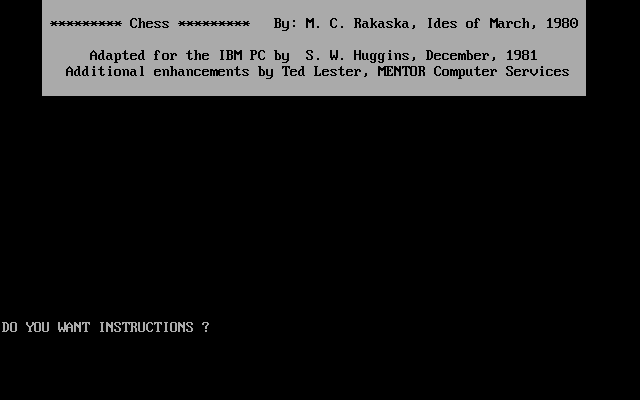 ********* Chess ********* By: M. C. Rakaska, Ides of March, 1980
Adapted for the IBM PC by S. W. Huggins, December, 1981
Additional enhancements by Ted Lester, MENTOR Computer Services
DO YOU WANT INSTRUCTIONS ?